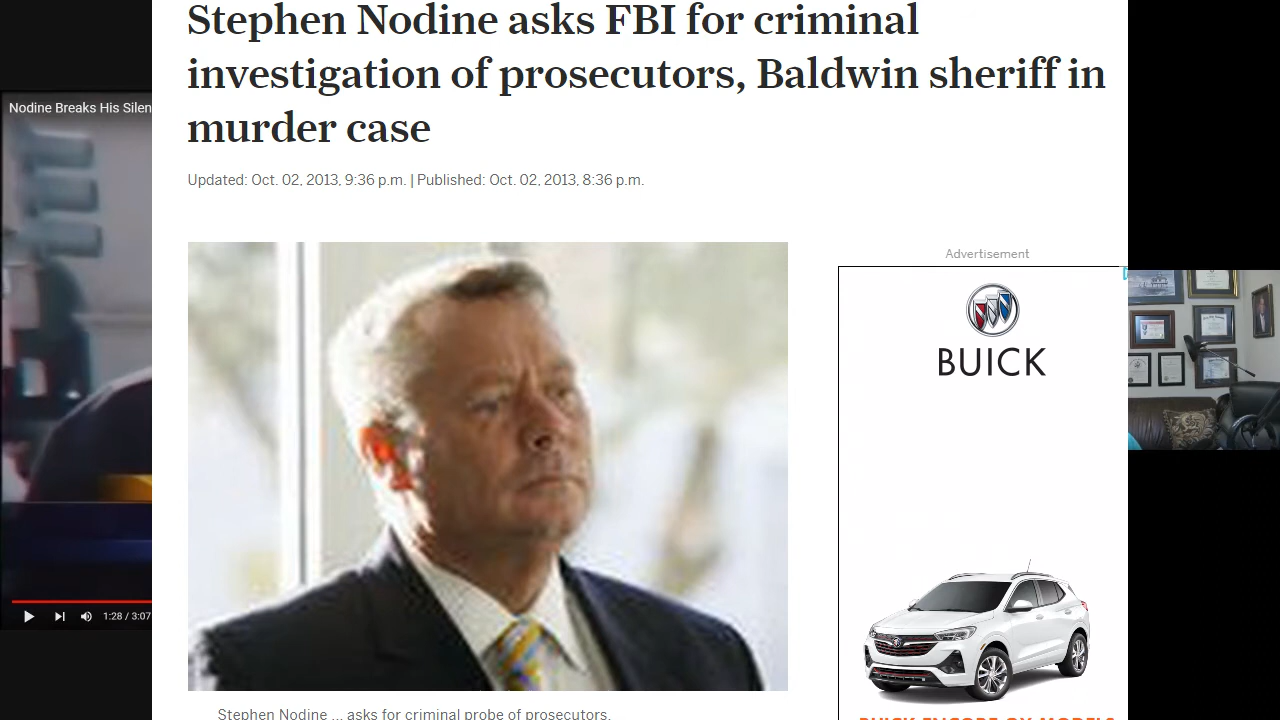 Stephen Nodine asks FBI for criminal
investigation of prosecutors, Baldwin sheriff in
murder case
Nodine Breaks His Silen
Updated: Oct. 02, 2013, 9:36 p.m. | Published: Oct. 02, 2013, 8:36 p.m.
Advertisement
BUICK
1:28 / 3:07
Stephen Nodine ... asks for criminal probe of prosecutors.